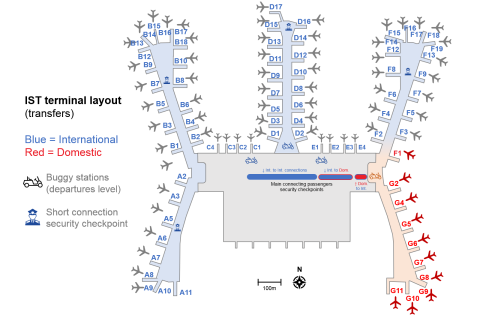 D17
D15
D16
B15
B14
B16
B17
B13
B18
D13
D14
F15
F16
F17
F18
F14
F19
F12
F13
B12
B9
B10
D11
D12
F8
B7
B8
D9
D10
F9
F6
F7
D7
D8
B5
B6
D5
D6
F4
F5
B3
B4
D3
D4
F2
F3
B1
B2
D1
D2
C4
C3
C2
C1
E1
E2
E3
E4
F1
IST terminal layout
(transfers)
Blue = International
Red = Domestic
Buggy stations
(departures level)
Short connection
security checkpoint
↓ Int. to Int. connections
↓ Int. to Dom.
↓ Dom.
to Int.
Main connecting passengers
security checkpoints
A2
A3
A5
A7
A8
A9
A10
A11
G2
G4
G5
G6
G7
G8
G9
G10
G11
100m
N